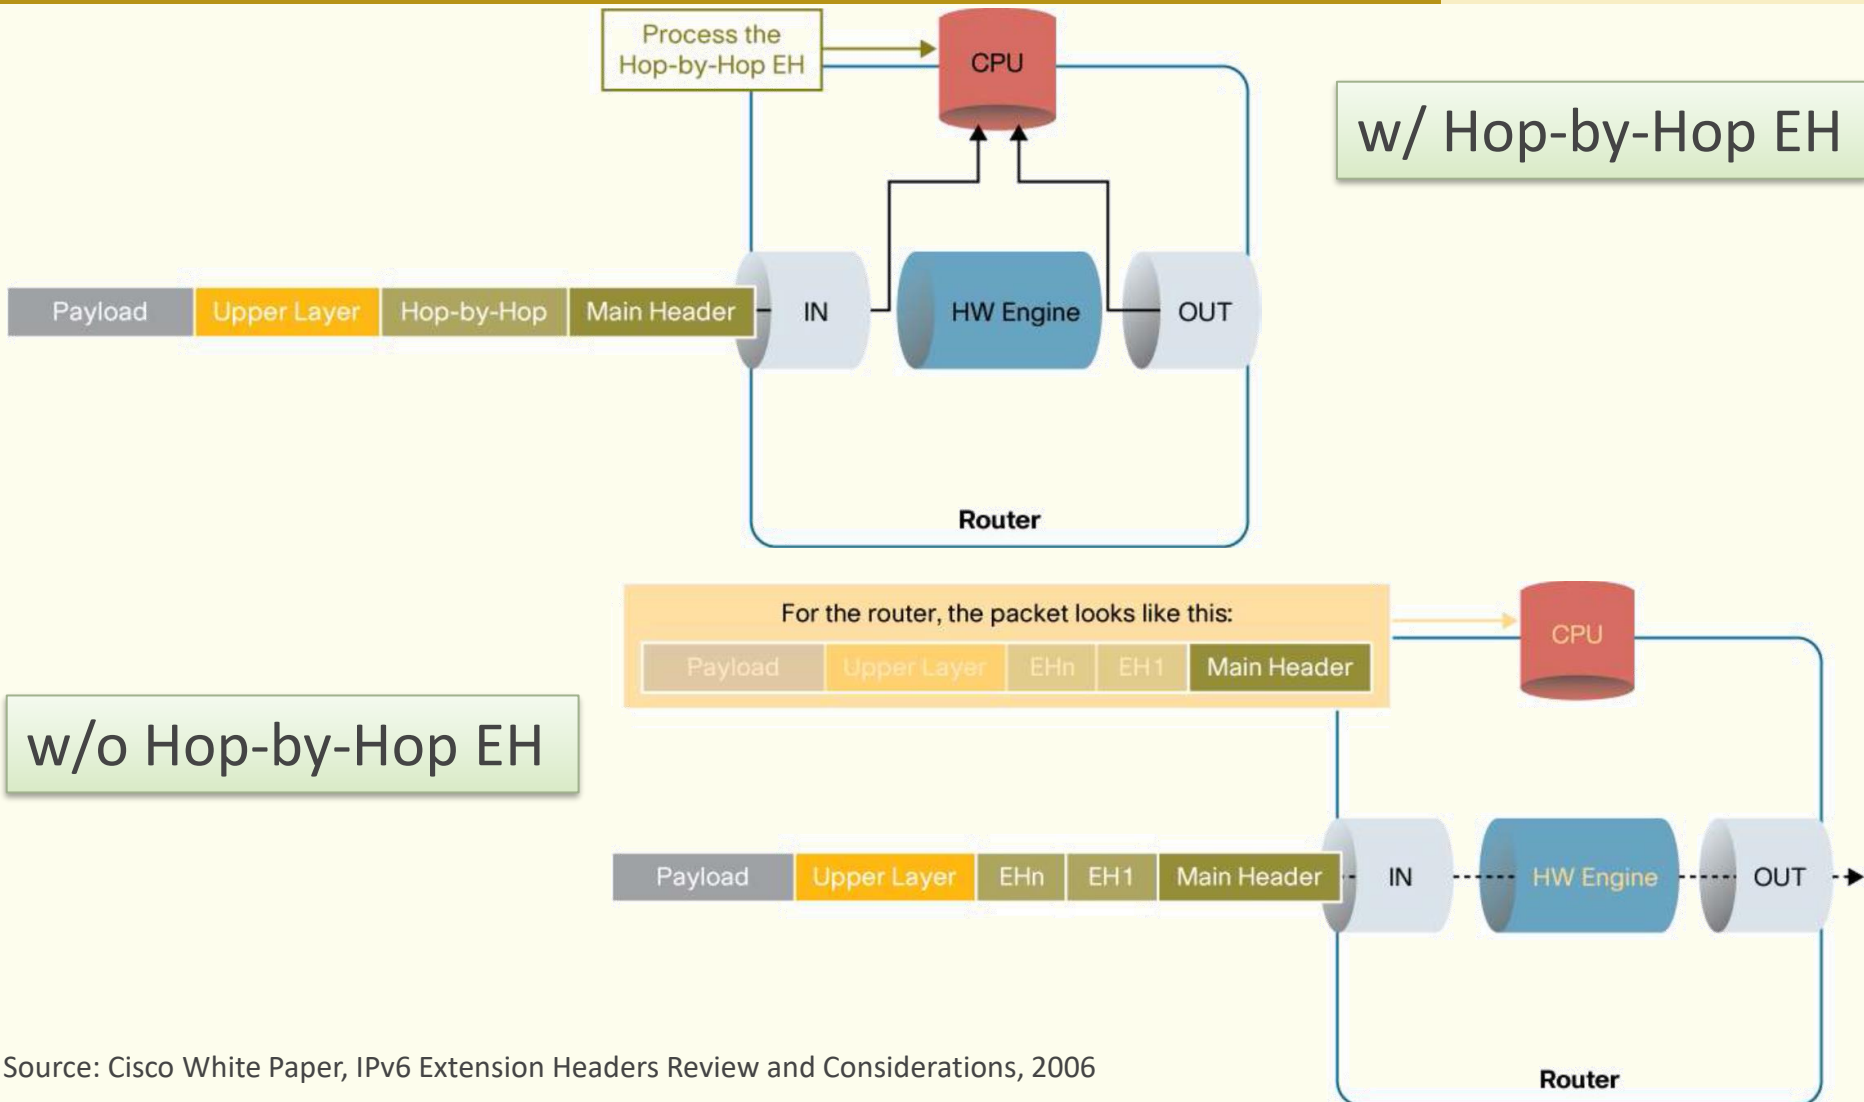 Process the
Hop-by-Hop EH
CPU
w/ Hop-by-Hop EH
Payload
Upper Layer
Hop-by-Hop
Main Header
IN
HW Engine
OUT
Router
For the router, the packet looks like this:
Payload
Upper Layer
EHn
EH1
Main Header
CPU
w/o Hop-by-Hop EH
Payload
Upper Layer
EHn
EH1
Main Header
IN
HW Engine
OUT
Router
Source: Cisco White Paper, IPv6 Extension Headers Review and Considerations, 2006